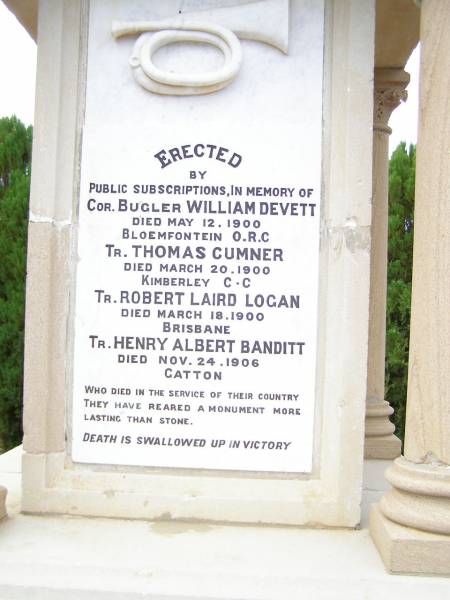 ERECTED
BY
PUBLIC SUBSCRIPTIONS, IN MEMORY OF
COR. BUGLER WILLIAM DEVETT
DIED MAY 12. 1900
BLOEMFONTEIN O.R.C
TR. THOMAS CUMNER
DIED MARCH 20. 1900
KIMBERLEY C.C
TR. ROBERT LAIRD LOGAN
DIED MARCH 18. 1900
BRISBANE
TR. HENRY ALBERT BANDITT
DIED NOV. 24. 1906
GATTON
WHO DIED IN THE SERVICE OF THEIR COUNTRY
THEY HAVE REARED A MONUMENT MORE
LASTING THAN STONE.
DEATH IS SWALLOWED UP IN VICTORY